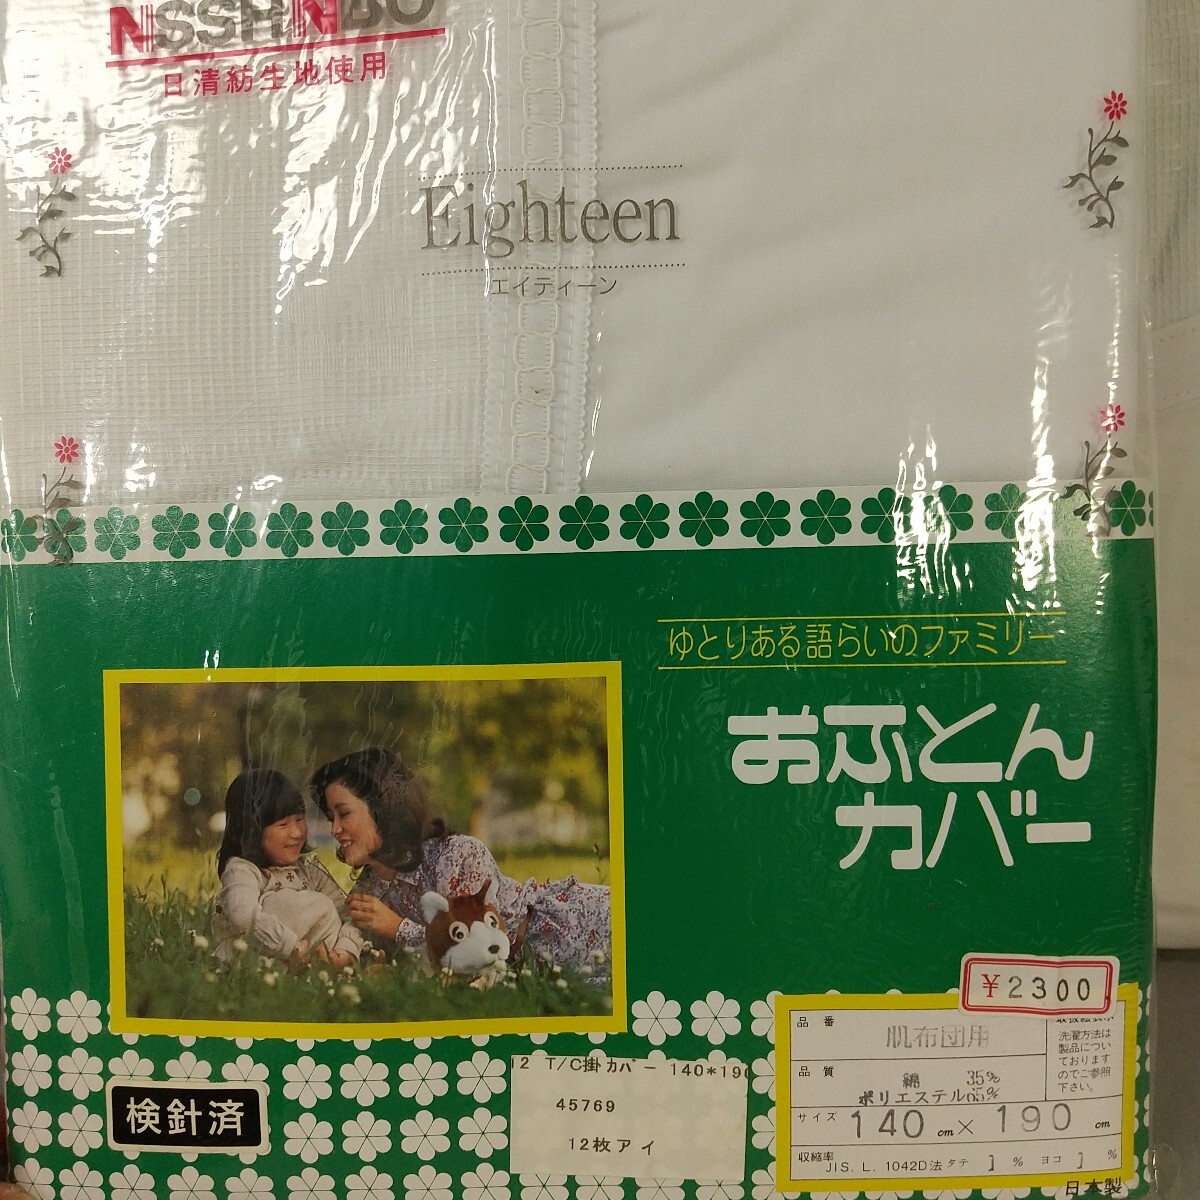 NISSHINBO
日清紡生地使用
Eighteen
エイティーン
ゆとりある語らいのファミリー
おふとん
カバー
¥2300
品番 肌布団用
品質 綿 35%
ポリエステル65%
洗濯方法は
製品につい
ております
のでご参照
下さい。
サイズ 140cm×190cm
収縮率 JIS. L. 1042D法 タテ 1% ヨコ 1%
日本製
12 T/C掛カバー 140*190
45769
12枚アイ
検針済